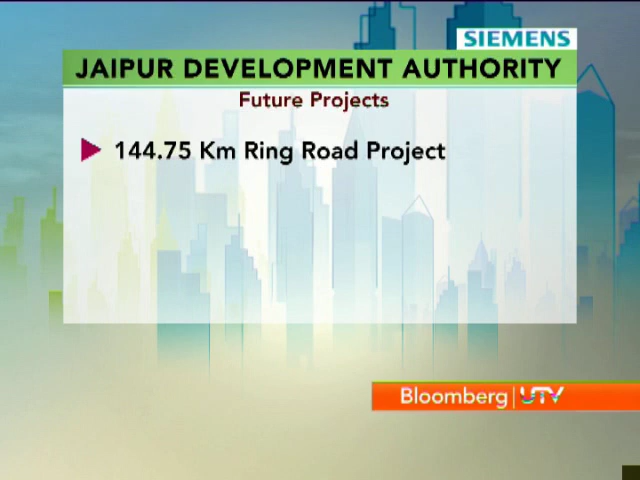 SIEMENS
JAIPUR DEVELOPMENT AUTHORITY
Future Projects
144.75 Km Ring Road Project
Bloomberg | UTV